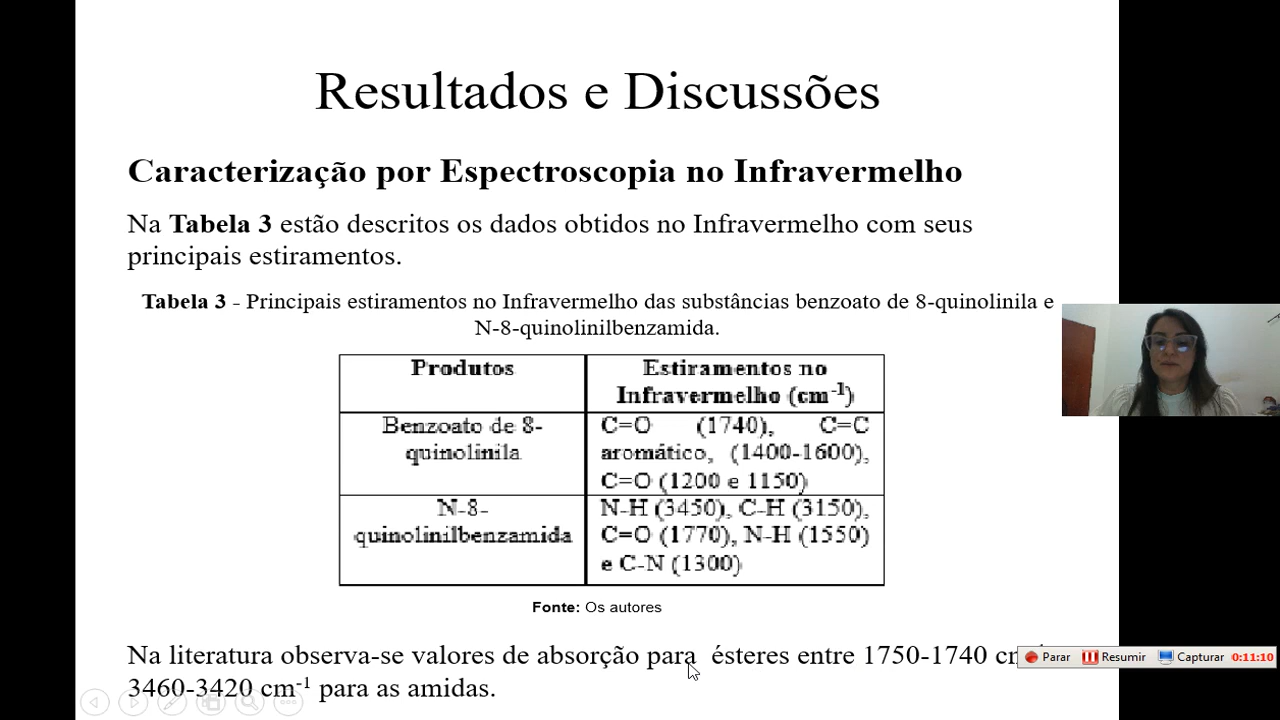 Resultados e Discussões
Caracterização por Espectroscopia no Infravermelho
Na Tabela 3 estão descritos os dados obtidos no Infravermelho com seus
principais estiramentos.
Tabela 3 - Principais estiramentos no Infravermelho das substâncias benzoato de 8-quinolinila e
N-8-quinolinilbenzamida.
Produtos
Estiramentos no
Infravermelho (cm-1)
Benzoato de 8-
quinolinila
C=O (1740), C=C
aromático, (1400-1600),
C=O (1200 e 1150)
N-8-
quinolinilbenzamida
N-H (3450), C-H (3150),
C=O (1770), N-H (1550)
e C-N (1300)
Fonte: Os autores
Na literatura observa-se valores de absorção para ésteres entre 1750-1740
3460-3420 cm-1 para as amidas.
Parar Resumir Capturar 0:11:10